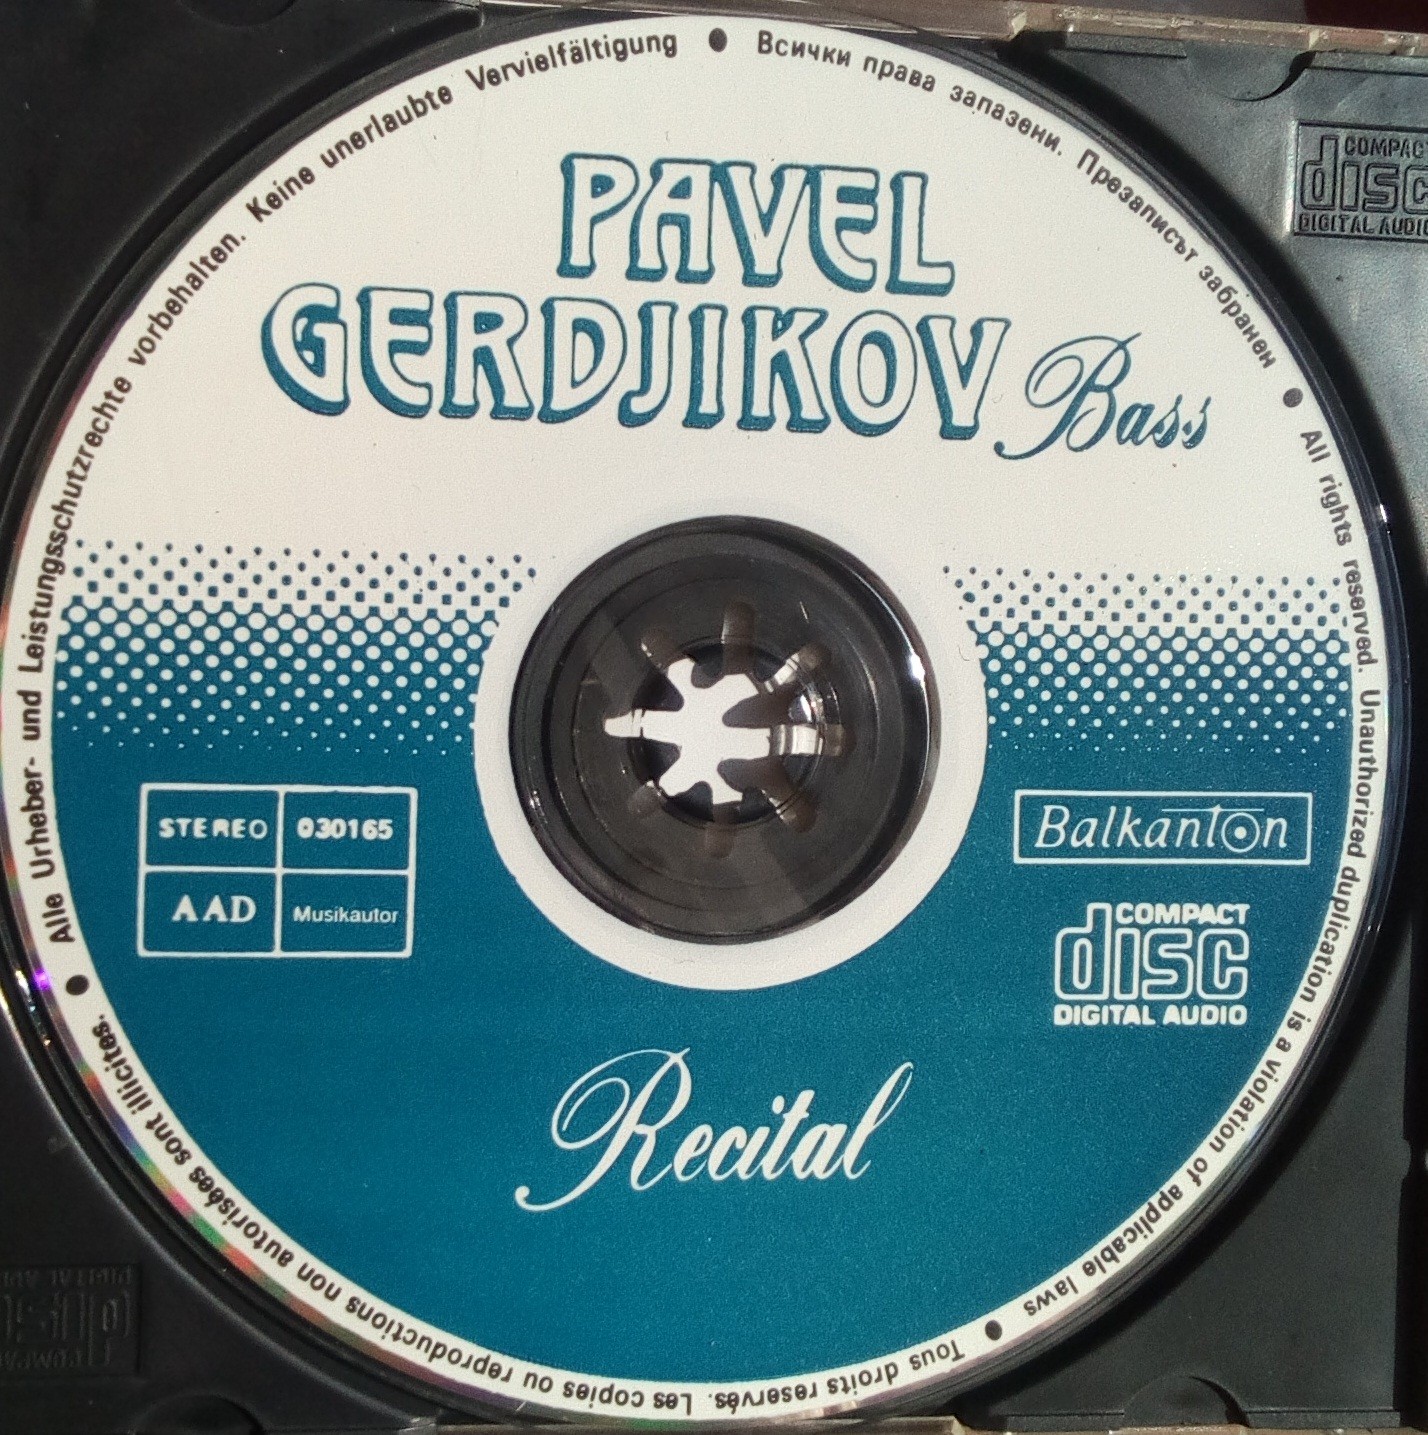 PAVEL
GERDJIKOV Bass
STEREO
030165
AAD
Musikautor
Balkanton
COMPACT
disc
DIGITAL AUDIO
Recital
Alle Urheber- und Leistungsschutzrechte vorbehalten. Keine unerlaubte Vervielfältigung
Всички права запазени. Презаписът забранен
All rights reserved. Unauthorized duplication is a violation of applicable laws
Tous droits reservés. Les copies ou reproductions non autorisées sont illicites.
COMPACT
disc
DIGITAL AUDIO